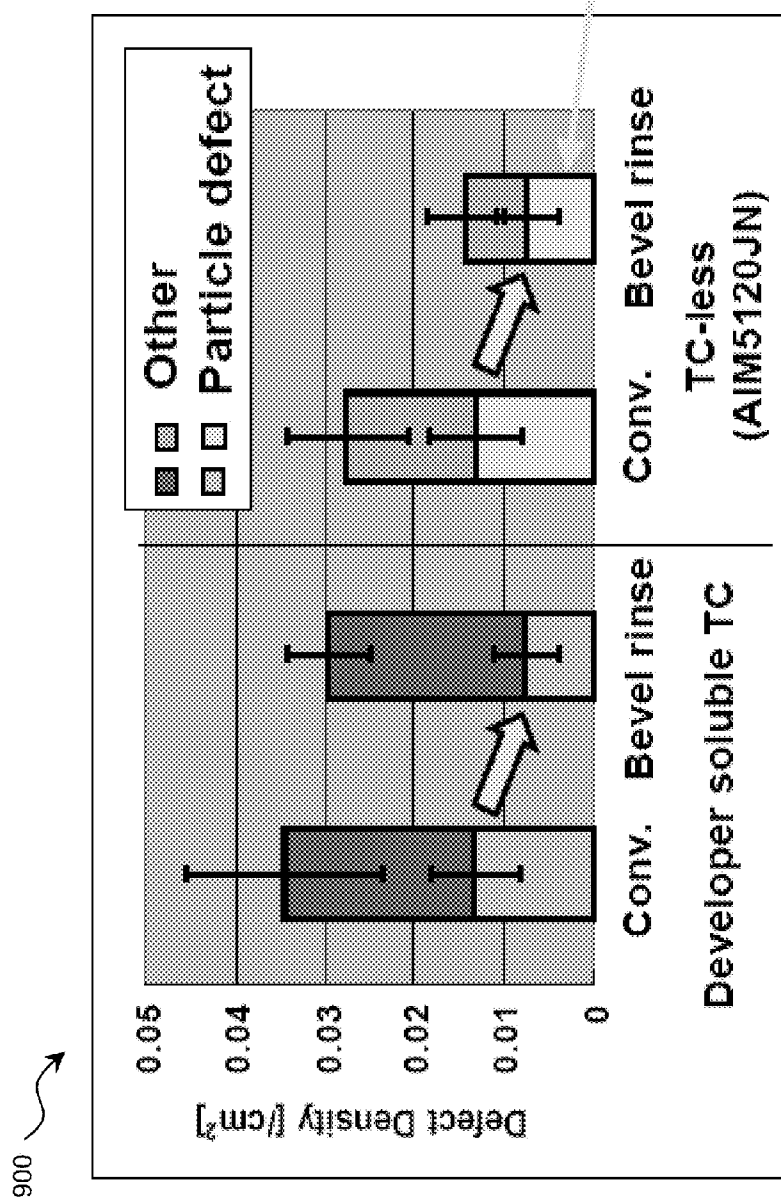 900
Other
Particle defect
Defect Density [/cm²]
0.05
0.04
0.03
0.02
0.01
0
Conv. Bevel rinse Conv. Bevel rinse
Developer soluble TC
TC-less
(AIM5120JN)